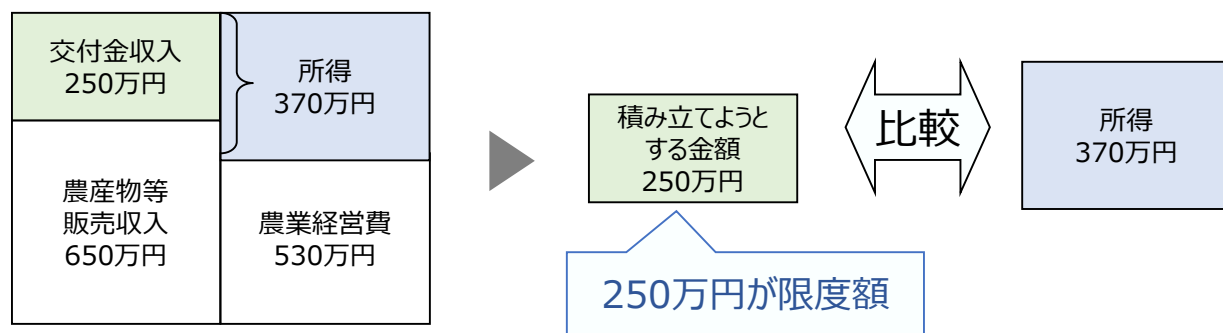 交付金収入
250万円
所得
370万円
農産物等
販売収入
650万円
農業経営費
530万円
積み立てようと
する金額
250万円
比較
所得
370万円
250万円が限度額